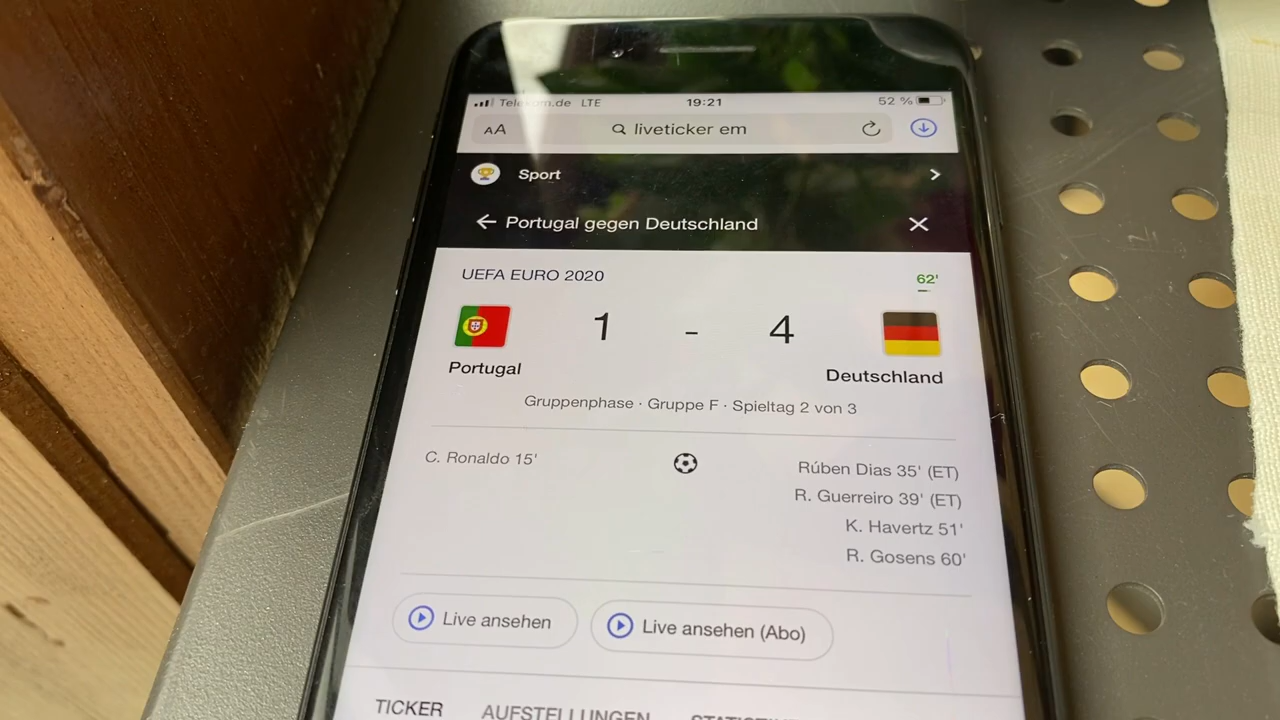 Telekom.de LTE 19:21 52 %
AA liveticker em
Sport
Portugal gegen Deutschland
UEFA EURO 2020 62'
1 - 4
Portugal Deutschland
Gruppenphase · Gruppe F · Spieltag 2 von 3
C. Ronaldo 15' Rúben Dias 35' (ET)
R. Guerreiro 39' (ET)
K. Havertz 51'
R. Gosens 60'
Live ansehen Live ansehen (Abo)
TICKER AUFSTELLUNGEN